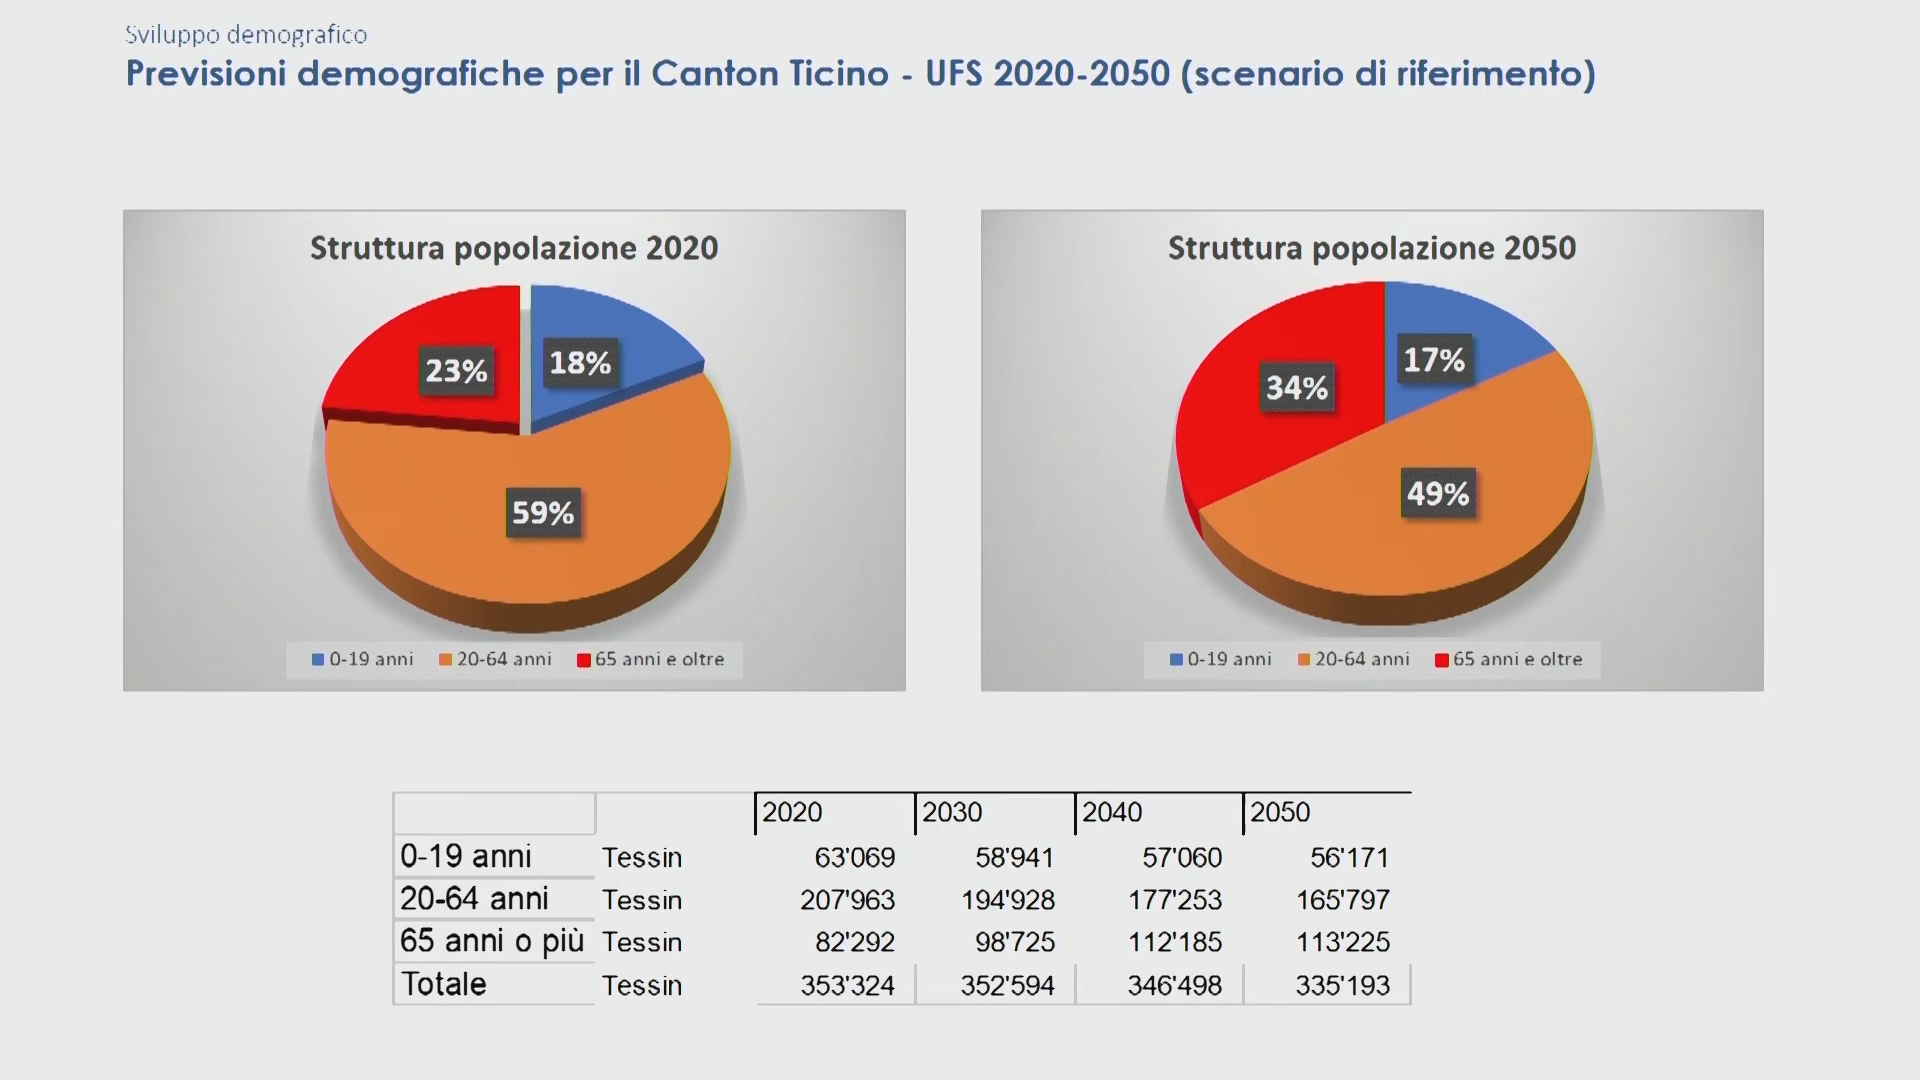 Sviluppo demografico
Previsioni demografiche per il Canton Ticino - UFS 2020-2050 (scenario di riferimento)
Struttura popolazione 2020
23%
18%
59%
0-19 anni 20-64 anni 65 anni e oltre
Struttura popolazione 2050
34%
17%
49%
0-19 anni 20-64 anni 65 anni e oltre
2020 2030 2040 2050
0-19 anni Tessin 63'069 58'941 57'060 56'171
20-64 anni Tessin 207'963 194'928 177'253 165'797
65 anni o più Tessin 82'292 98'725 112'185 113'225
Totale Tessin 353'324 352'594 346'498 335'193